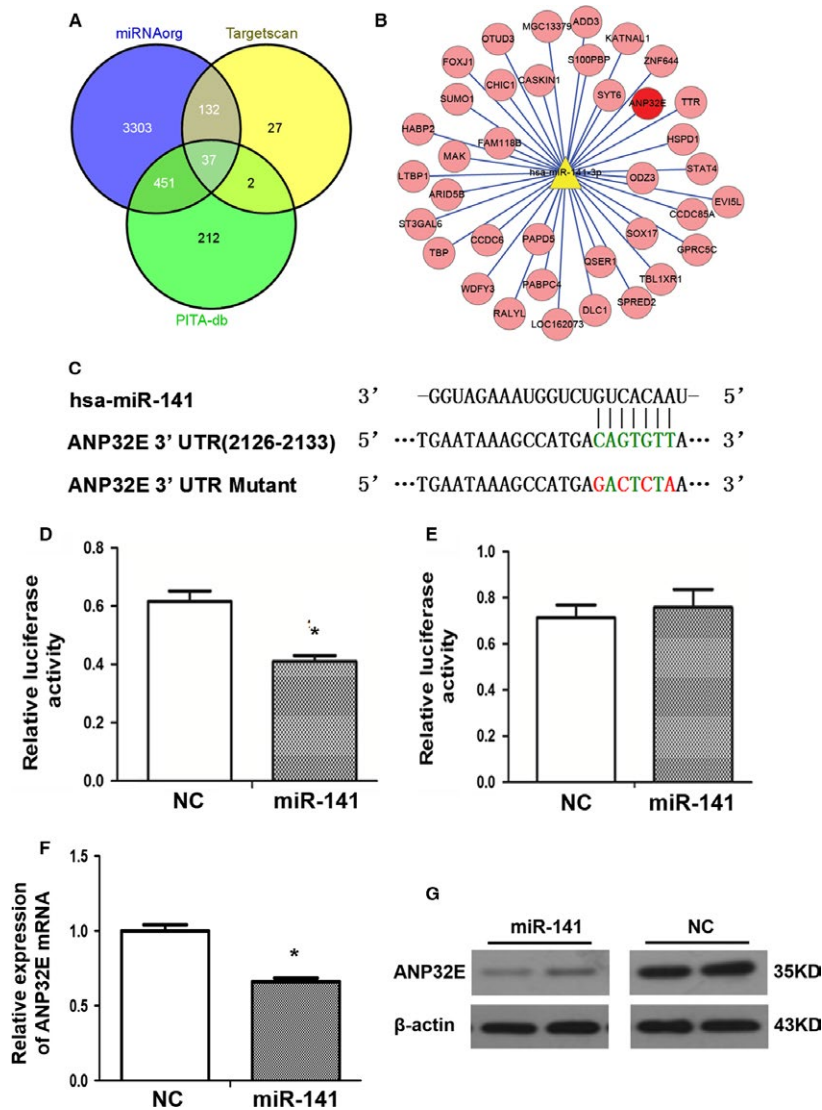 A
miRNAorg
Targetscan
3303
132
27
37
451
2
212
PITA-db
B
MGC13379
ADD3
OTUD3
KATNAL1
FOXJ1
S100PBP
ZNF644
CHIC1
CASKIN1
SYT6
ANP32E
SUMO1
TTR
HABP2
FAM118B
HSPD1
MAK
hsa-miR-141-3p
STAT4
LTBP1
ODZ3
ARID5B
EVI5L
CCDC85A
ST3GAL6
SOX17
TBP
CCDC6
PAPD5
GPRC5C
QSER1
TBL1XR1
WDFY3
PABPC4
SPRED2
RALYL
DLC1
LOC162073
C
hsa-miR-141 3’ –GGUAGAAAUGGUCUGUCACAAU– 5’
ANP32E 3’ UTR(2126-2133) 5’ ···TGAATAAAGCCATGACAGTGTTA··· 3’
ANP32E 3’ UTR Mutant 5’ ···TGAATAAAGCCATGAGACTCTAA··· 3’
D
Relative luciferase activity
0.8
0.6
0.4
0.2
0.0
*
NC miR-141
E
Relative luciferase activity
1.0
0.8
0.6
0.4
0.2
0.0
NC miR-141
F
Relative expression of ANP32E mRNA
1.5
1.0
0.5
0.0
*
NC miR-141
G
miR-141 NC
ANP32E 35KD
β-actin 43KD